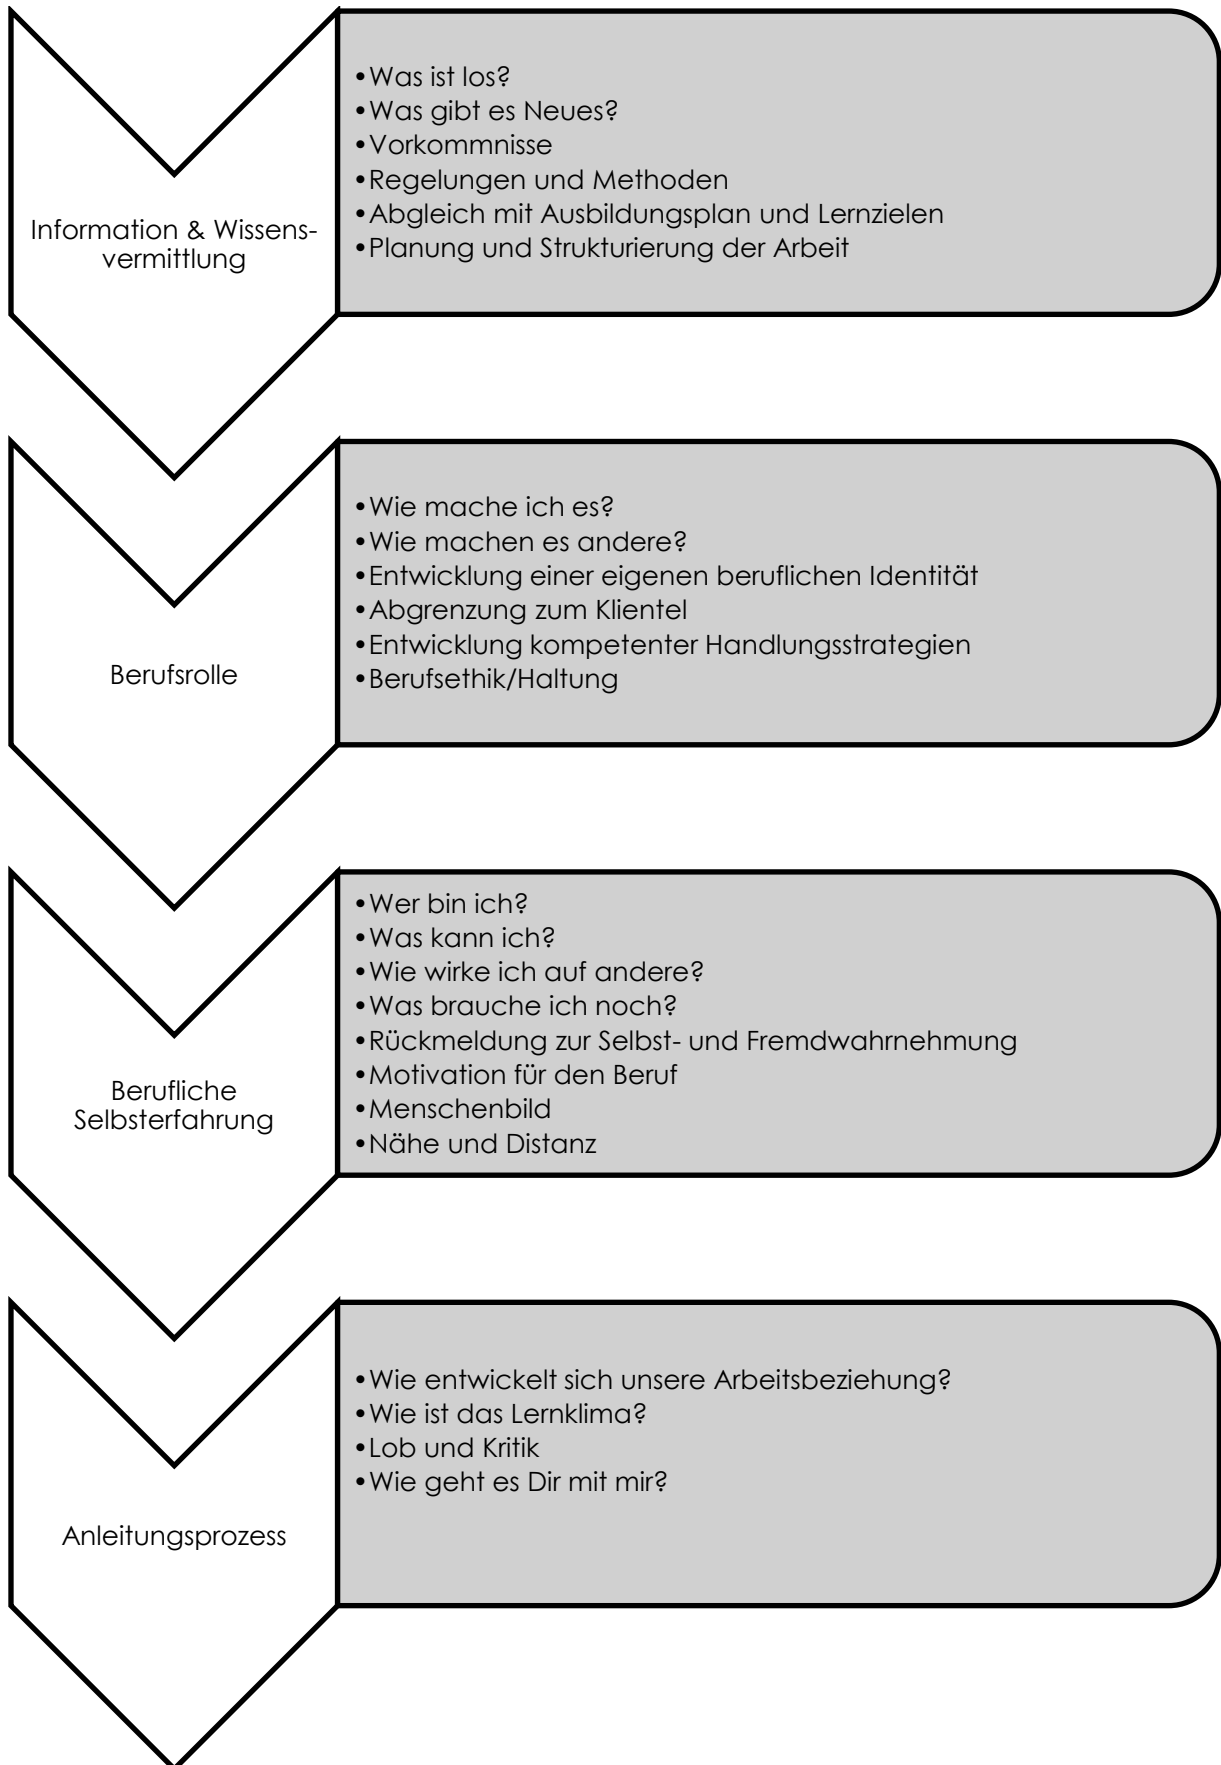 Information & Wissens-
vermittlung
•Was ist los?
•Was gibt es Neues?
•Vorkommnisse
•Regelungen und Methoden
•Abgleich mit Ausbildungsplan und Lernzielen
•Planung und Strukturierung der Arbeit
Berufsrolle
•Wie mache ich es?
•Wie machen es andere?
•Entwicklung einer eigenen beruflichen Identität
•Abgrenzung zum Klientel
•Entwicklung kompetenter Handlungsstrategien
•Berufsethik/Haltung
Berufliche
Selbsterfahrung
•Wer bin ich?
•Was kann ich?
•Wie wirke ich auf andere?
•Was brauche ich noch?
•Rückmeldung zur Selbst- und Fremdwahrnehmung
•Motivation für den Beruf
•Menschenbild
•Nähe und Distanz
Anleitungsprozess
•Wie entwickelt sich unsere Arbeitsbeziehung?
•Wie ist das Lernklima?
•Lob und Kritik
•Wie geht es Dir mit mir?